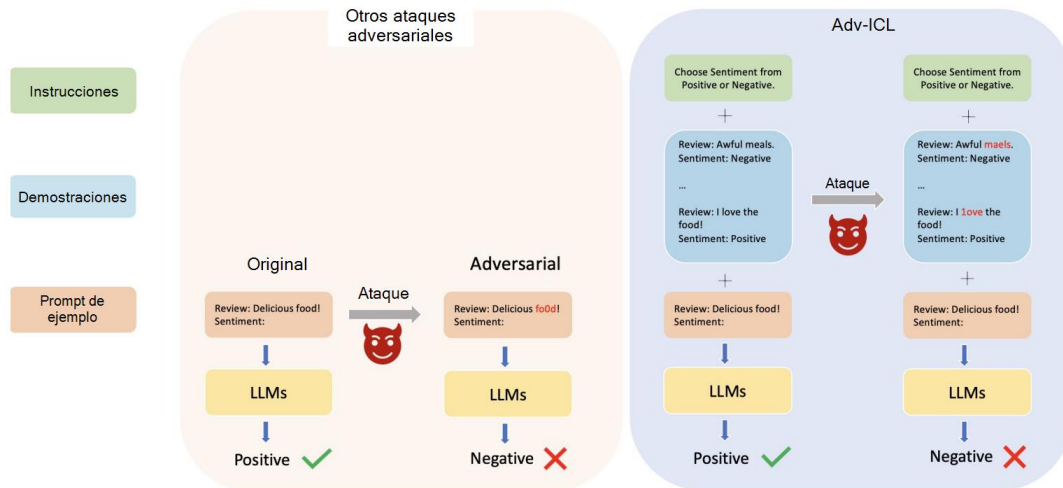 Otros ataques
adversariales
Adv-ICL
Instrucciones
Demostraciones
Prompt de
ejemplo
Original
Review: Delicious food!
Sentiment:
LLMs
Positive
Ataque
Adversarial
Review: Delicious fo0d!
Sentiment:
LLMs
Negative
Choose Sentiment from
Positive or Negative.
+
Review: Awful meals.
Sentiment: Negative
...
Review: I love the
food!
Sentiment: Positive
+
Review: Delicious food!
Sentiment:
LLMs
Positive
Ataque
Choose Sentiment from
Positive or Negative.
+
Review: Awful maels.
Sentiment: Negative
...
Review: I 1ove the
food!
Sentiment: Positive
+
Review: Delicious food!
Sentiment:
LLMs
Negative